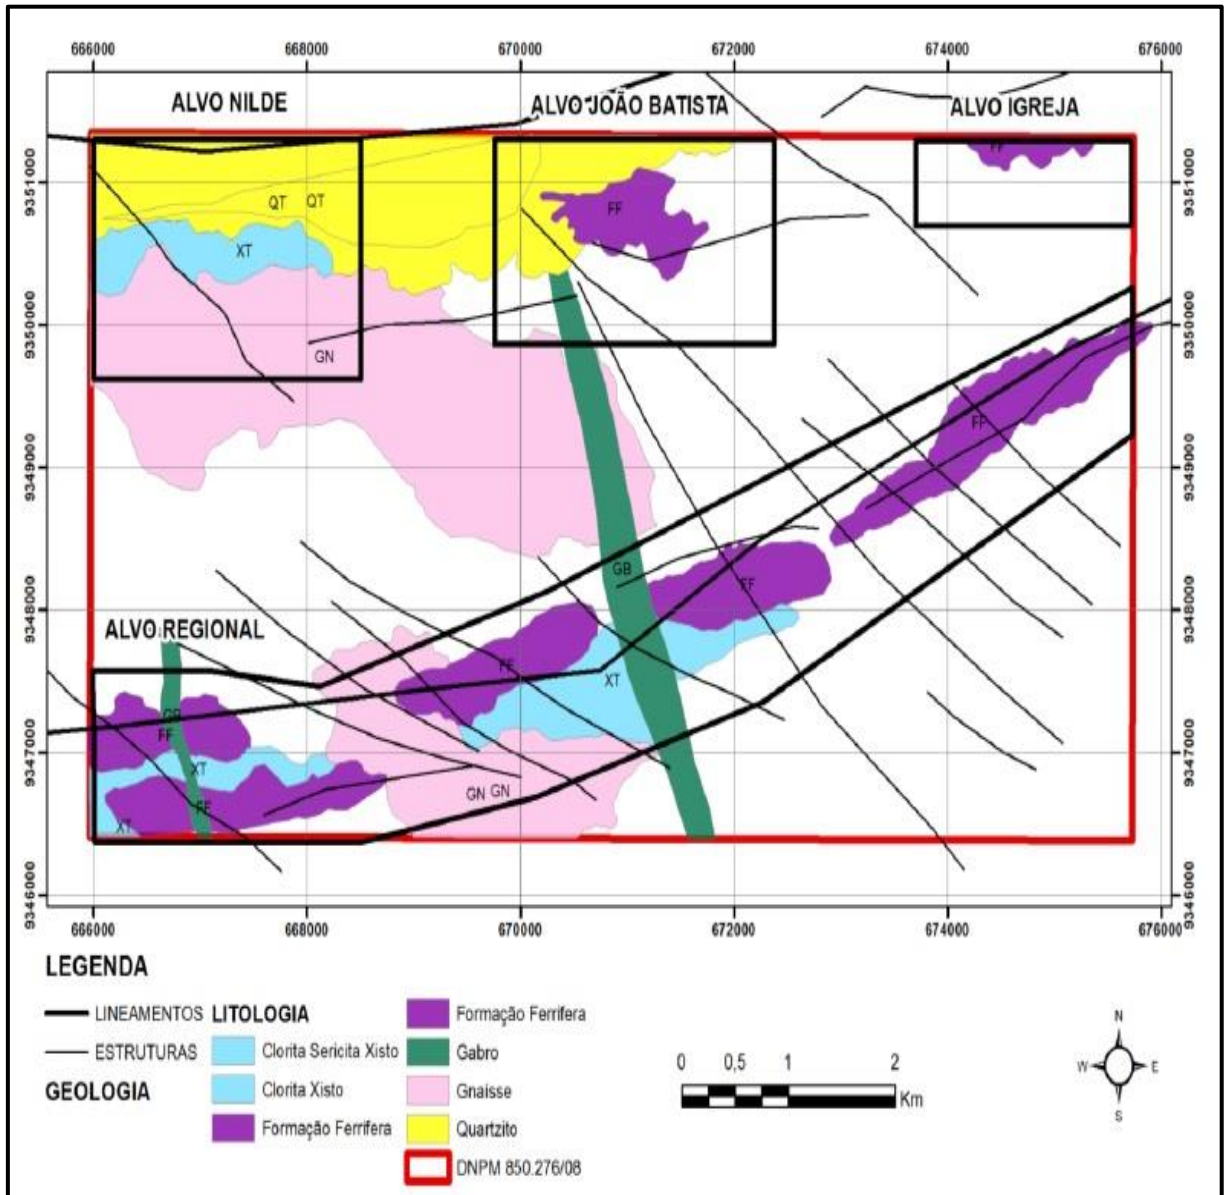 666000 668000 670000 672000 674000 676000
ALVO NILDE ALVO JOÃO BATISTA ALVO IGREJA
FF
9351000 9351000
QT QT FF
XT
9350000 9350000
GN
FF
9349000 9349000
GB
FF
9348000 9348000
ALVO REGIONAL
FF
XT
GB
FF
9347000 9347000
XT
GN GN
FF
XT
9346000 9346000
666000 668000 670000 672000 674000 676000
LEGENDA
LINEAMENTOS
ESTRUTURAS
GEOLOGIA
LITOLOGIA
Clorita Sericita Xisto
Clorita Xisto
Formação Ferrífera
Formação Ferrífera
Gabro
Gnaisse
Quartzito
DNPM 850.276/08
0 0,5 1 2
Km
N
W E
S